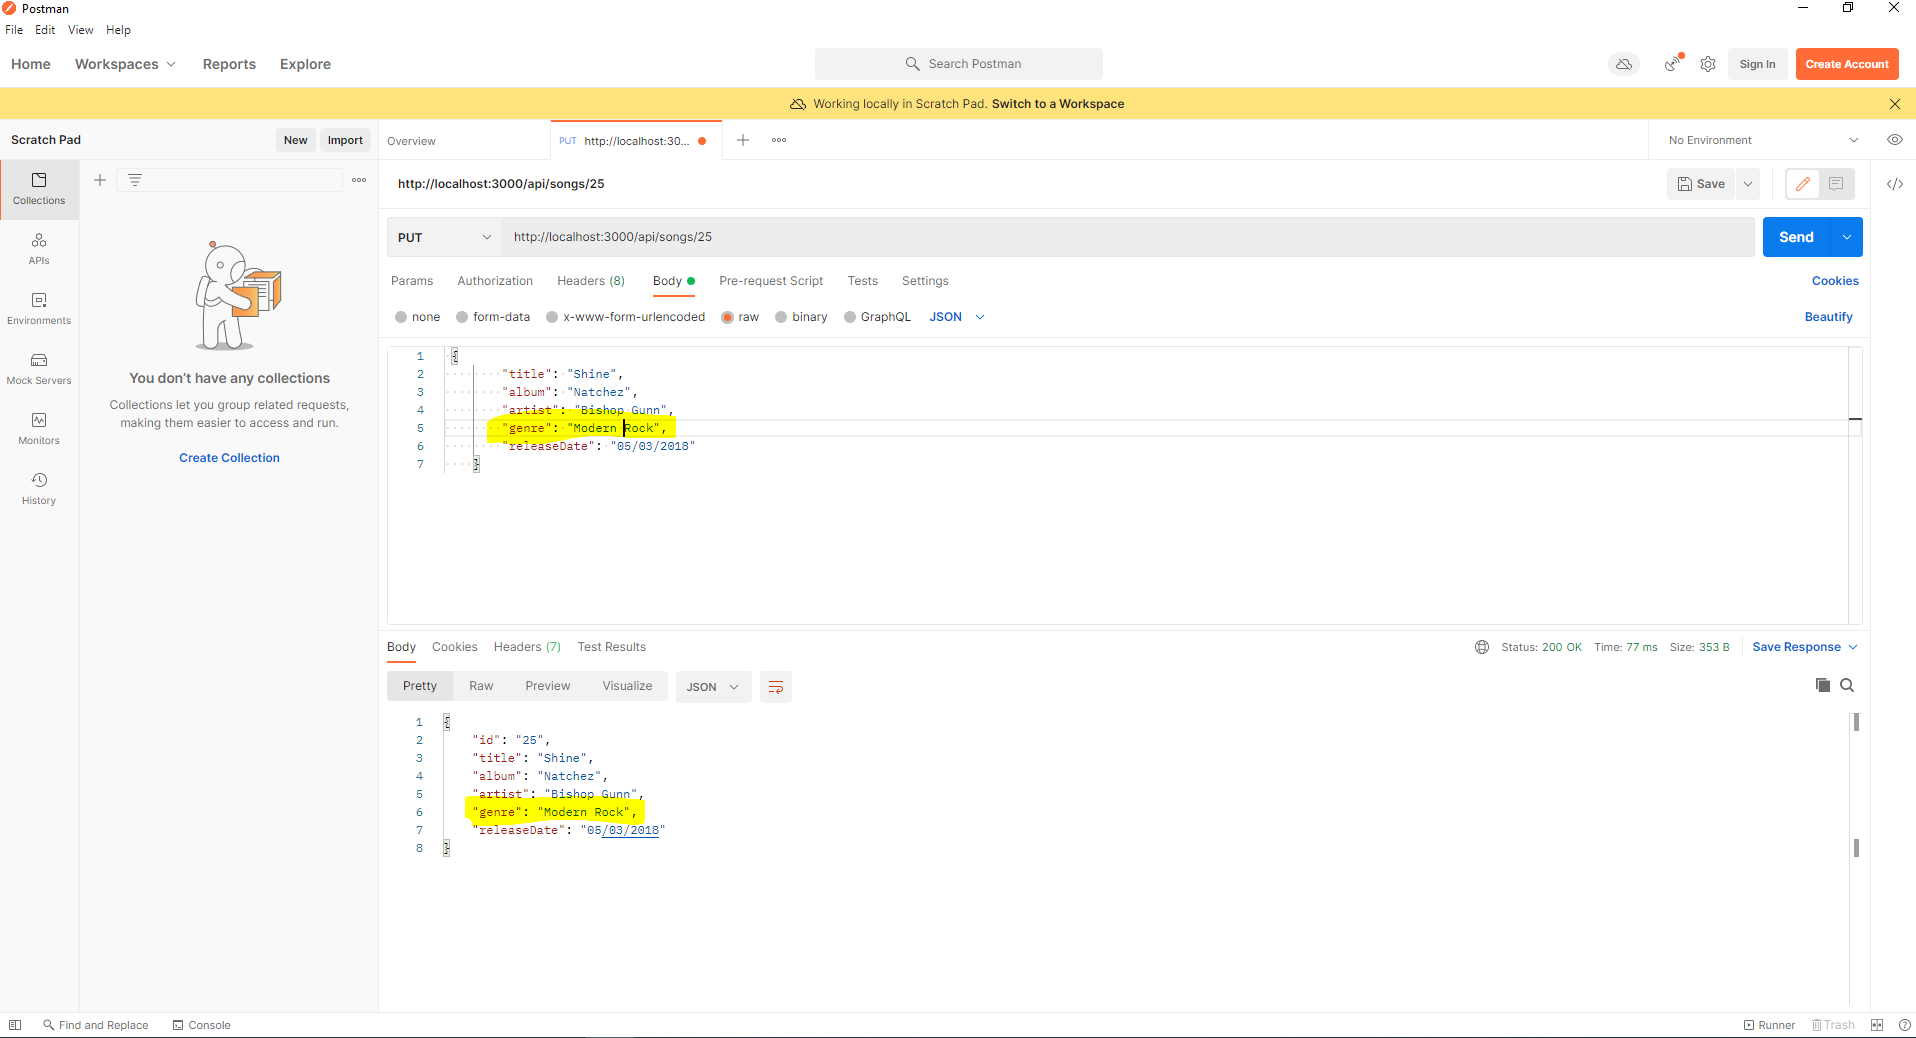 Postman
File Edit View Help
Home Workspaces Reports Explore
Search Postman
Sign In
Create Account
Working locally in Scratch Pad. Switch to a Workspace
Scratch Pad
New Import
Overview
PUT http://localhost:30...
No Environment
Collections
APIs
Environments
Mock Servers
Monitors
History
You don't have any collections
Collections let you group related requests,
making them easier to access and run.
Create Collection
http://localhost:3000/api/songs/25
Save
PUT http://localhost:3000/api/songs/25
Send
Params Authorization Headers (8) Body Pre-request Script Tests Settings
Cookies
none form-data x-www-form-urlencoded raw binary GraphQL JSON
Beautify
1 {
2 "title": "Shine",
3 "album": "Natchez",
4 "artist": "Bishop Gunn",
5 "genre": "Modern Rock",
6 "releaseDate": "05/03/2018"
7 }
Body Cookies Headers (7) Test Results
Status: 200 OK Time: 77 ms Size: 353 B
Save Response
Pretty Raw Preview Visualize JSON
1 {
2 "id": "25",
3 "title": "Shine",
4 "album": "Natchez",
5 "artist": "Bishop Gunn",
6 "genre": "Modern Rock",
7 "releaseDate": "05/03/2018"
8 }
Find and Replace Console
Runner Trash